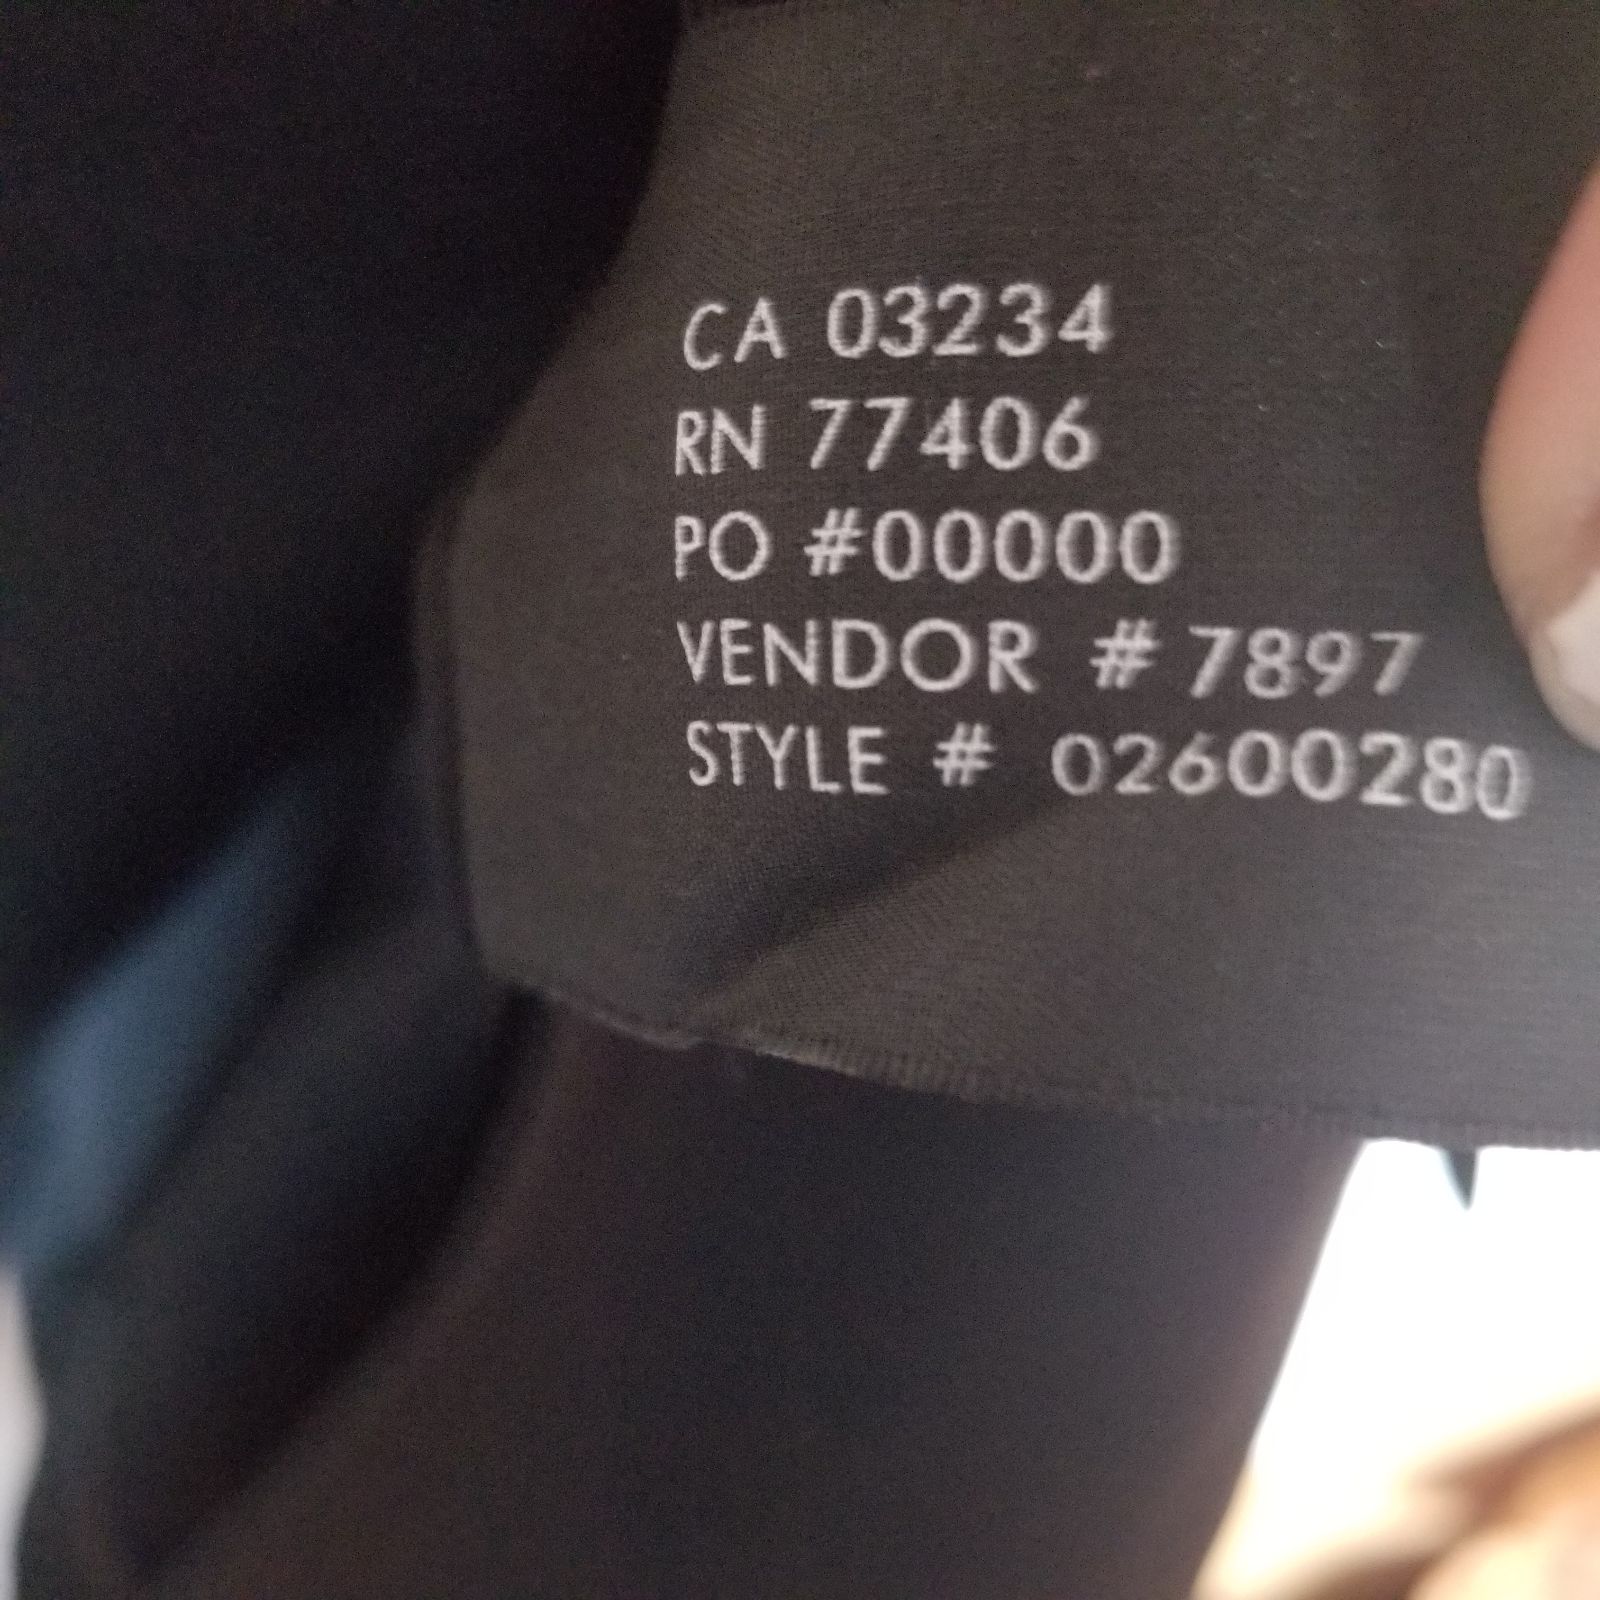 CA 03234
RN 77406
PO #00000
VENDOR # 7897
STYLE # 02600280